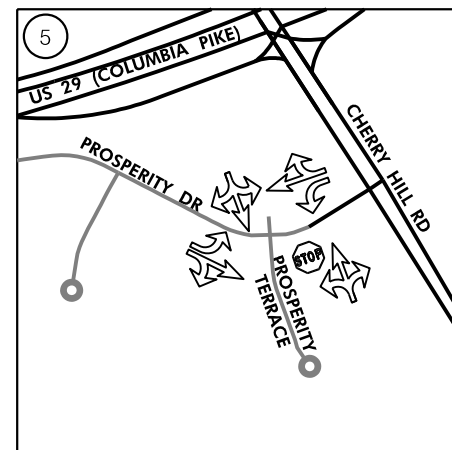 5
US 29 (COLUMBIA PIKE)
CHERRY HILL RD
PROSPERITY DR
STOP
PROSPERITY
TERRACE